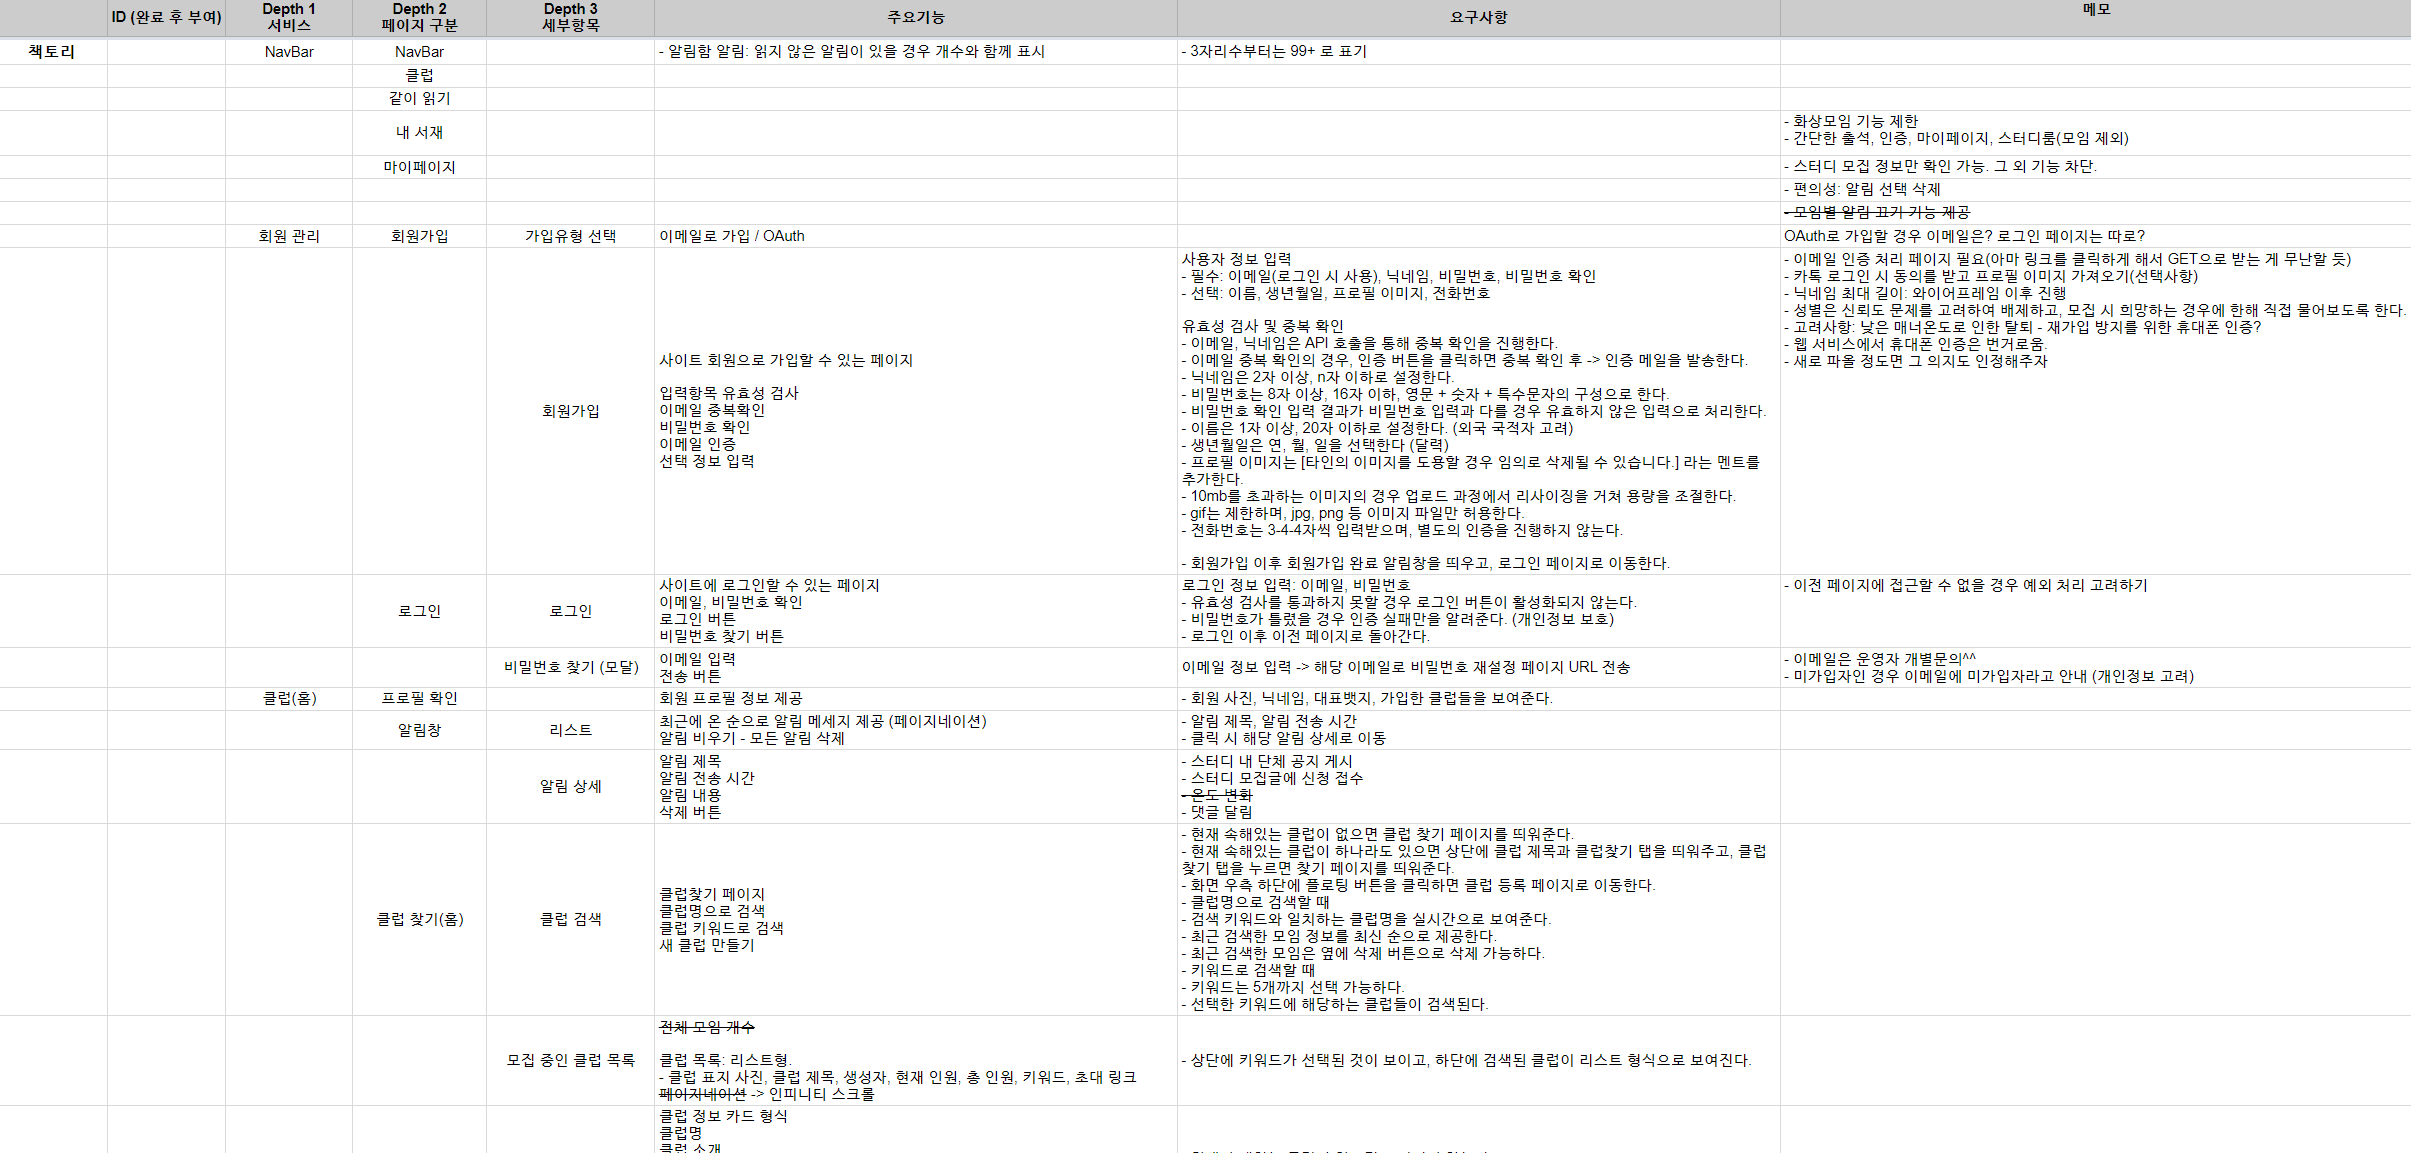 ID (완료 후 부여)
Depth 1
서비스
Depth 2
페이지 구분
Depth 3
세부항목
주요기능
요구사항
메모
책토리
NavBar
NavBar
- 알림함 알림: 읽지 않은 알림이 있을 경우 개수와 함께 표시
- 3자리수부터는 99+ 로 표기
클럽
같이 읽기
내 서재
- 화상모임 기능 제한
- 간단한 출석, 인증, 마이페이지, 스터디룸(모임 제외)
마이페이지
- 스터디 모집 정보만 확인 가능. 그 외 기능 차단.
- 편의성: 알림 선택 삭제
- 모임별 알림 끄기 기능 제공
회원 관리
회원가입
가입유형 선택
이메일로 가입 / OAuth
OAuth로 가입할 경우 이메일은? 로그인 페이지는 따로?
회원가입
사이트 회원으로 가입할 수 있는 페이지
입력항목 유효성 검사
이메일 중복확인
비밀번호 확인
이메일 인증
선택 정보 입력
사용자 정보 입력
- 필수: 이메일(로그인 시 사용), 닉네임, 비밀번호, 비밀번호 확인
- 선택: 이름, 생년월일, 프로필 이미지, 전화번호
유효성 검사 및 중복 확인
- 이메일, 닉네임은 API 호출을 통해 중복 확인을 진행한다.
- 이메일 중복 확인의 경우, 인증 버튼을 클릭하면 중복 확인 후 -> 인증 메일을 발송한다.
- 닉네임은 2자 이상, n자 이하로 설정한다.
- 비밀번호는 8자 이상, 16자 이하, 영문 + 숫자 + 특수문자의 구성으로 한다.
- 비밀번호 확인 입력 결과가 비밀번호 입력과 다를 경우 유효하지 않은 입력으로 처리한다.
- 이름은 1자 이상, 20자 이하로 설정한다. (외국 국적자 고려)
- 생년월일은 연, 월, 일을 선택한다 (달력)
- 프로필 이미지는 [타인의 이미지를 도용할 경우 임의로 삭제될 수 있습니다.] 라는 멘트를
추가한다.
- 10mb를 초과하는 이미지의 경우 업로드 과정에서 리사이징을 거쳐 용량을 조절한다.
- gif는 제한하며, jpg, png 등 이미지 파일만 허용한다.
- 전화번호는 3-4-4자씩 입력받으며, 별도의 인증을 진행하지 않는다.
- 회원가입 이후 회원가입 완료 알림창을 띄우고, 로그인 페이지로 이동한다.
- 이메일 인증 처리 페이지 필요(아마 링크를 클릭하게 해서 GET으로 받는 게 무난할 듯)
- 카톡 로그인 시 동의를 받고 프로필 이미지 가져오기(선택사항)
- 닉네임 최대 길이: 와이어프레임 이후 진행
- 성별은 신뢰도 문제를 고려하여 배제하고, 모집 시 희망하는 경우에 한해 직접 물어보도록 한다.
- 고려사항: 낮은 매너온도로 인한 탈퇴 - 재가입 방지를 위한 휴대폰 인증?
- 웹 서비스에서 휴대폰 인증은 번거로움.
- 새로 파올 정도면 그 의지도 인정해주자
로그인
로그인
사이트에 로그인할 수 있는 페이지
이메일, 비밀번호 확인
로그인 버튼
비밀번호 찾기 버튼
로그인 정보 입력: 이메일, 비밀번호
- 유효성 검사를 통과하지 못할 경우 로그인 버튼이 활성화되지 않는다.
- 비밀번호가 틀렸을 경우 인증 실패만을 알려준다. (개인정보 보호)
- 로그인 이후 이전 페이지로 돌아간다.
- 이전 페이지에 접근할 수 없을 경우 예외 처리 고려하기
비밀번호 찾기 (모달)
이메일 입력
전송 버튼
이메일 정보 입력 -> 해당 이메일로 비밀번호 재설정 페이지 URL 전송
- 이메일은 운영자 개별문의^^
- 미가입자인 경우 이메일에 미가입자라고 안내 (개인정보 고려)
클럽(홈)
프로필 확인
회원 프로필 정보 제공
- 회원 사진, 닉네임, 대표뱃지, 가입한 클럽들을 보여준다.
알림창
리스트
최근에 온 순으로 알림 메세지 제공 (페이지네이션)
알림 비우기 - 모든 알림 삭제
- 알림 제목, 알림 전송 시간
- 클릭 시 해당 알림 상세로 이동
알림 상세
알림 제목
알림 전송 시간
알림 내용
삭제 버튼
- 스터디 내 단체 공지 게시
- 스터디 모집글에 신청 접수
- 온도 변화
- 댓글 달림
클럽 찾기(홈)
클럽 검색
클럽찾기 페이지
클럽명으로 검색
클럽 키워드로 검색
새 클럽 만들기
- 현재 속해있는 클럽이 없으면 클럽 찾기 페이지를 띄워준다.
- 현재 속해있는 클럽이 하나라도 있으면 상단에 클럽 제목과 클럽찾기 탭을 띄워주고, 클럽
찾기 탭을 누르면 찾기 페이지를 띄워준다.
- 화면 우측 하단에 플로팅 버튼을 클릭하면 클럽 등록 페이지로 이동한다.
- 클럽명으로 검색할 때
- 검색 키워드와 일치하는 클럽명을 실시간으로 보여준다.
- 최근 검색한 모임 정보를 최신 순으로 제공한다.
- 최근 검색한 모임은 옆에 삭제 버튼으로 삭제 가능하다.
- 키워드로 검색할 때
- 키워드는 5개까지 선택 가능하다.
- 선택한 키워드에 해당하는 클럽들이 검색된다.
모집 중인 클럽 목록
전체 모임 개수
클럽 목록: 리스트형.
- 클럽 표지 사진, 클럽 제목, 생성자, 현재 인원, 총 인원, 키워드, 초대 링크
페이지네이션 -> 인피니티 스크롤
- 상단에 키워드가 선택된 것이 보이고, 하단에 검색된 클럽이 리스트 형식으로 보여진다.
클럽 정보 카드 형식
클럽명
클럽 소개